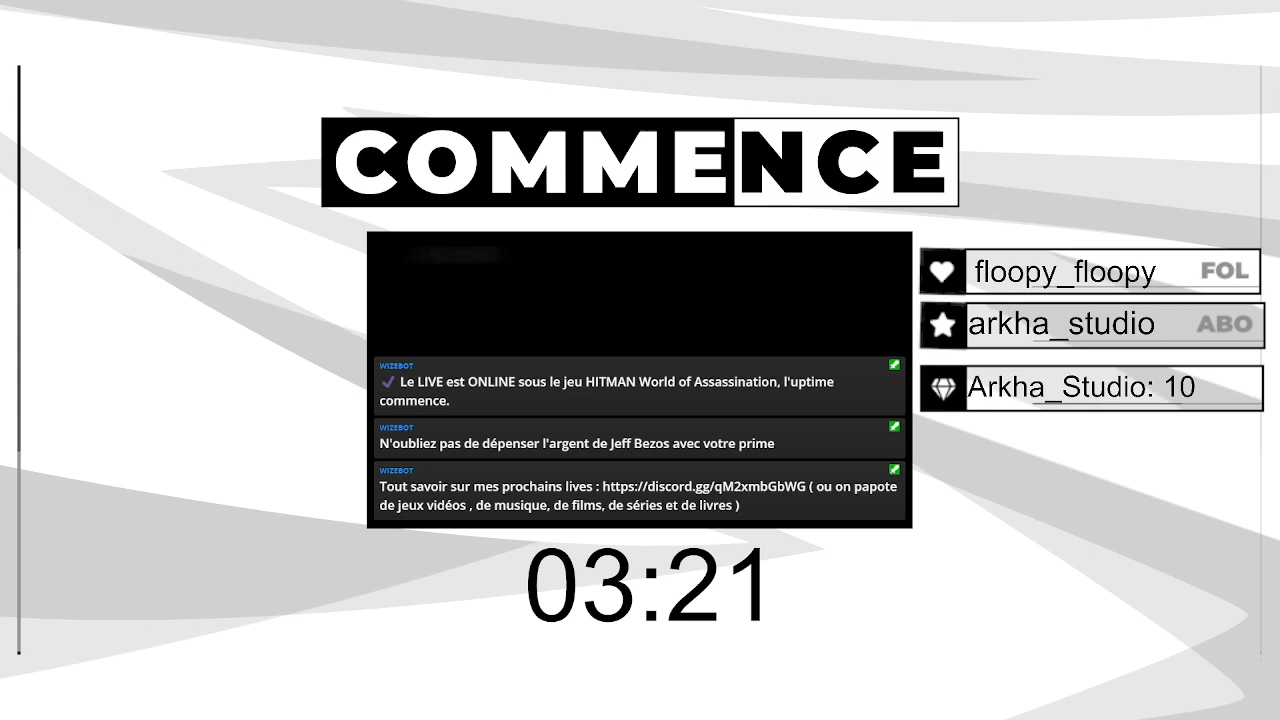 COMMENCE
WIZEBOT
Le LIVE est ONLINE sous le jeu HITMAN World of Assassination, l'uptime
commence.
WIZEBOT
N'oubliez pas de dépenser l'argent de Jeff Bezos avec votre prime
WIZEBOT
Tout savoir sur mes prochains lives : https://discord.gg/qM2xmbGbWG ( ou on papote
de jeux vidéos , de musique, de films, de séries et de livres )
floopy_floopy FOL
arkha_studio ABO
Arkha_Studio: 10
03:21